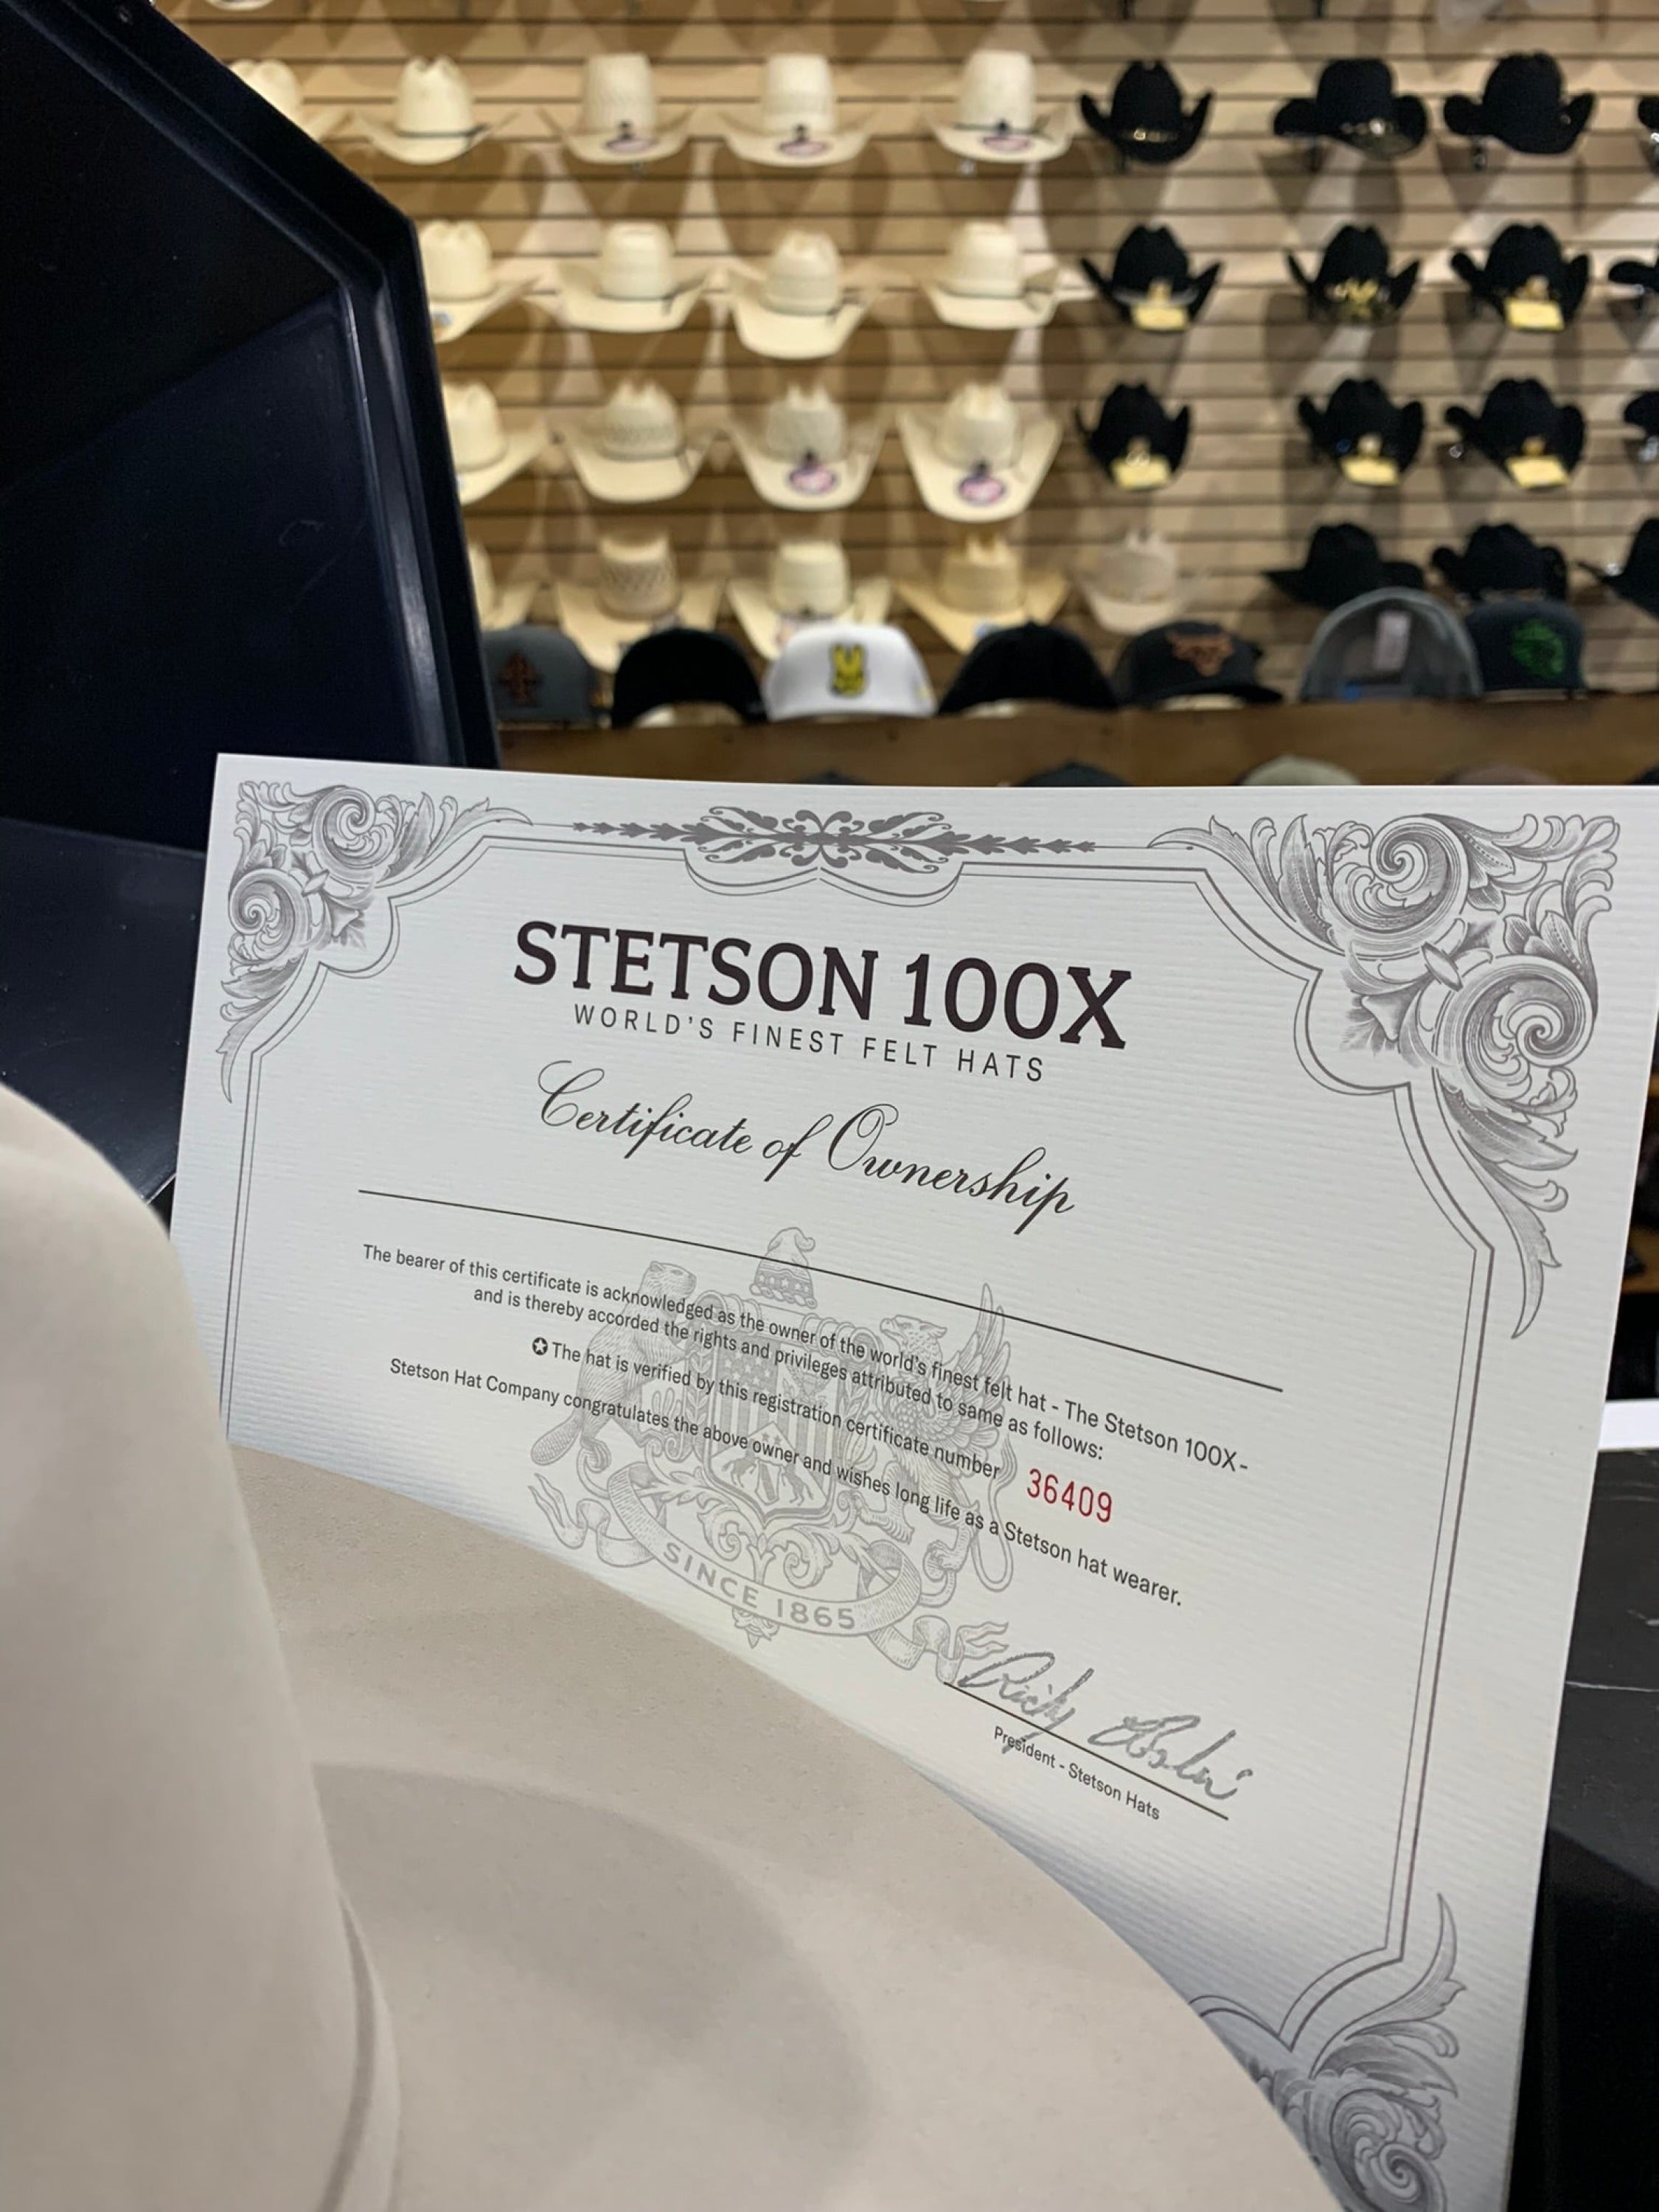 STETSON 100X
WORLD'S FINEST FELT HATS
Certificate of Ownership
The bearer of this certificate is acknowledged as the owner of the world's finest felt hat - The Stetson 100X-
and is thereby accorded the rights and privileges attributed to same as follows:
The hat is verified by this registration certificate number 36409
Stetson Hat Company congratulates the above owner and wishes long life as a Stetson hat wearer.
SINCE 1865
President - Stetson Hats